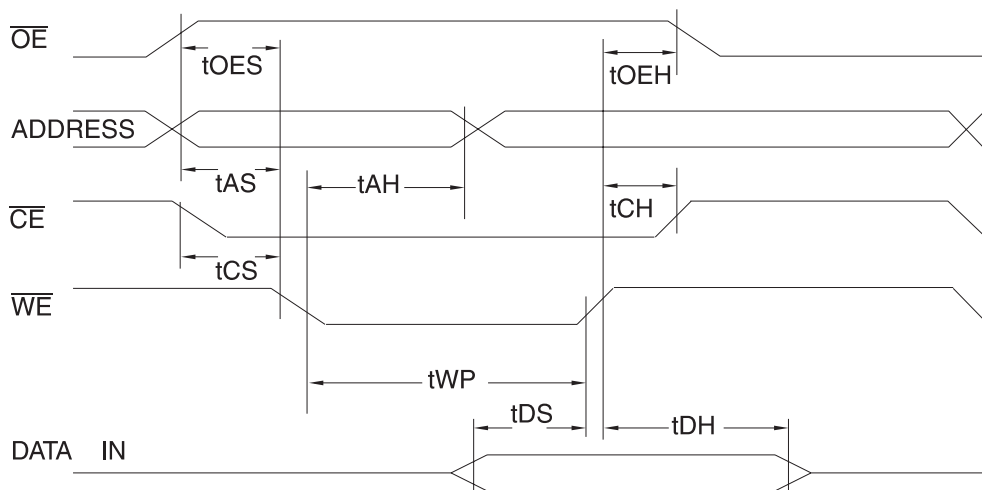 OE
tOES
tOEH
ADDRESS
tAS
tAH
tCH
CE
tCS
WE
tWP
tDS
tDH
DATA IN